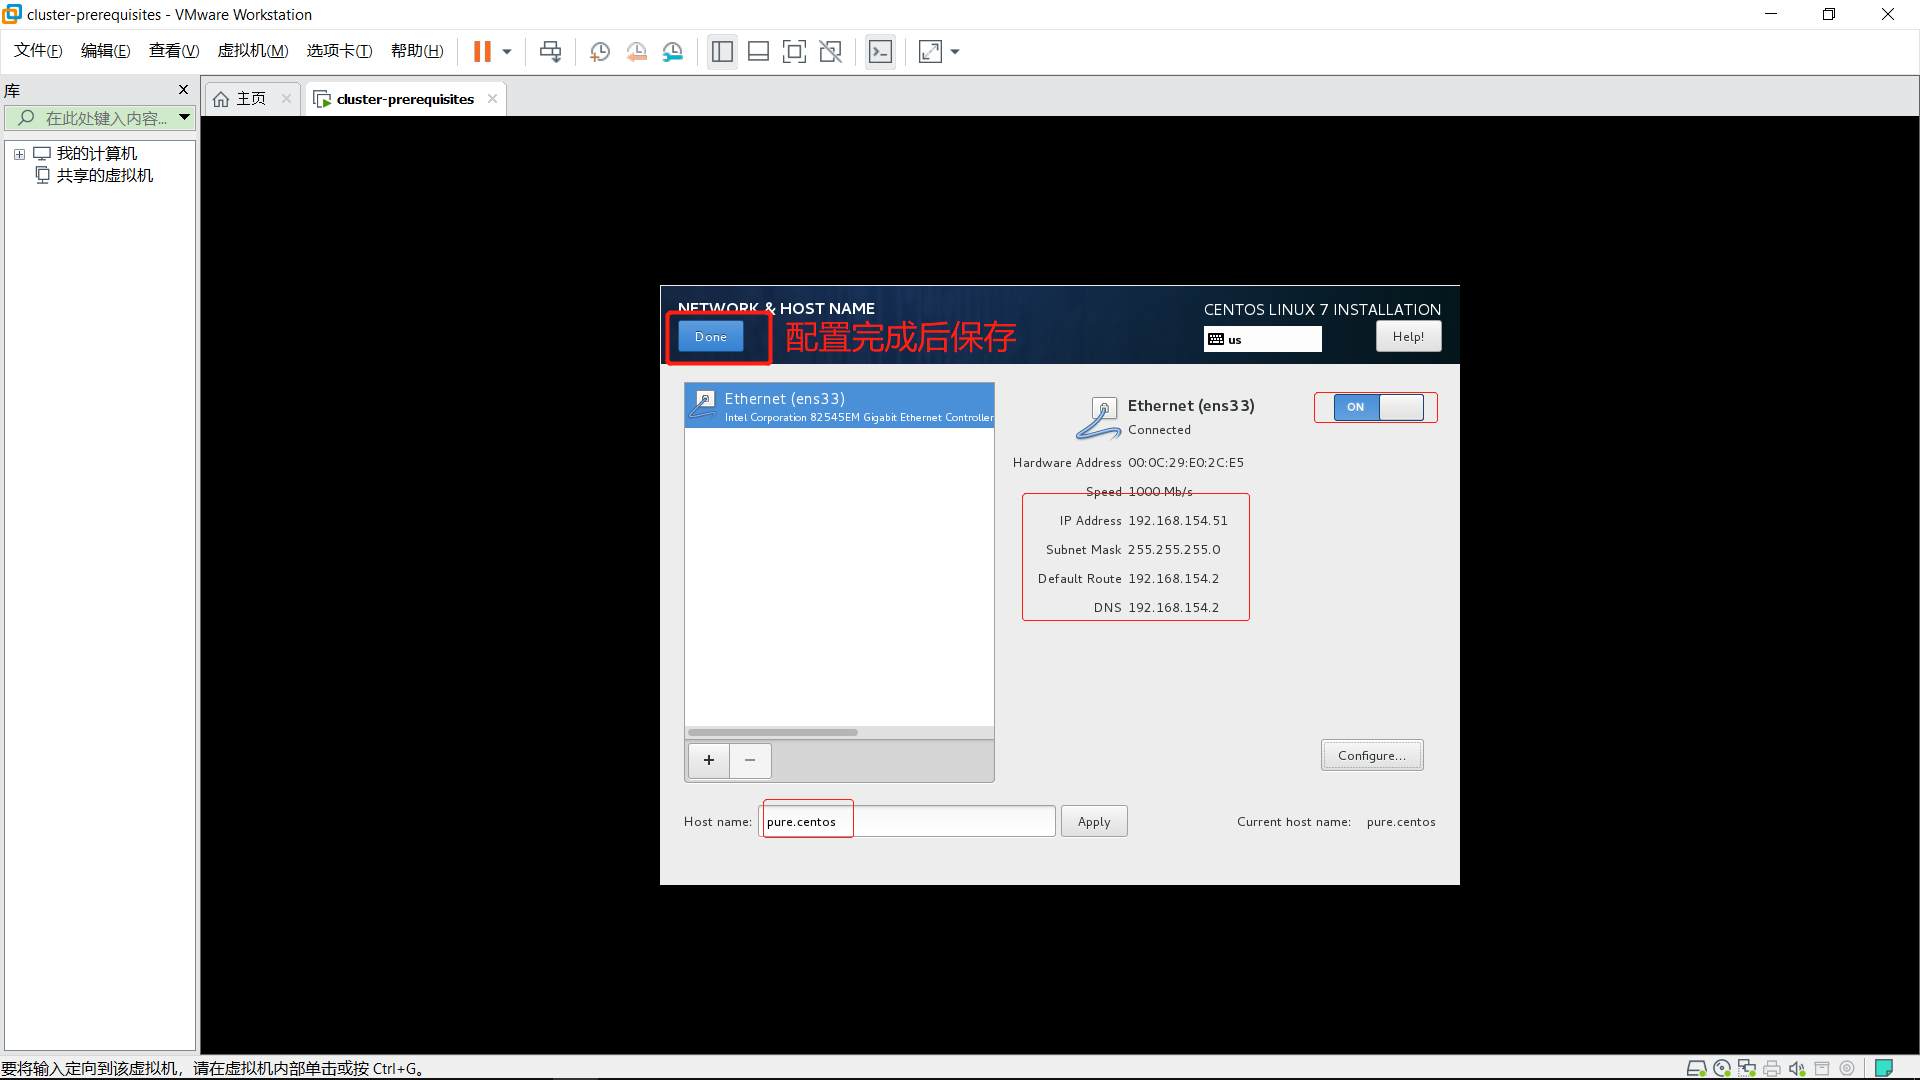 cluster-prerequisites - VMware Workstation
文件(F) 编辑(E) 查看(V) 虚拟机(M) 选项卡(T) 帮助(H)
库
在此处键入内容...
我的计算机
共享的虚拟机
主页
cluster-prerequisites
NETWORK & HOST NAME
CENTOS LINUX 7 INSTALLATION
Done
配置完成后保存
us
Help!
Ethernet (ens33)
Intel Corporation 82545EM Gigabit Ethernet Controller
Ethernet (ens33)
Connected
ON
Hardware Address 00:0C:29:E0:2C:E5
Speed 1000 Mb/s
IP Address 192.168.154.51
Subnet Mask 255.255.255.0
Default Route 192.168.154.2
DNS 192.168.154.2
+ −
Configure...
Host name: pure.centos Apply
Current host name: pure.centos
要将输入定向到该虚拟机，请在虚拟机内部单击或按 Ctrl+G。